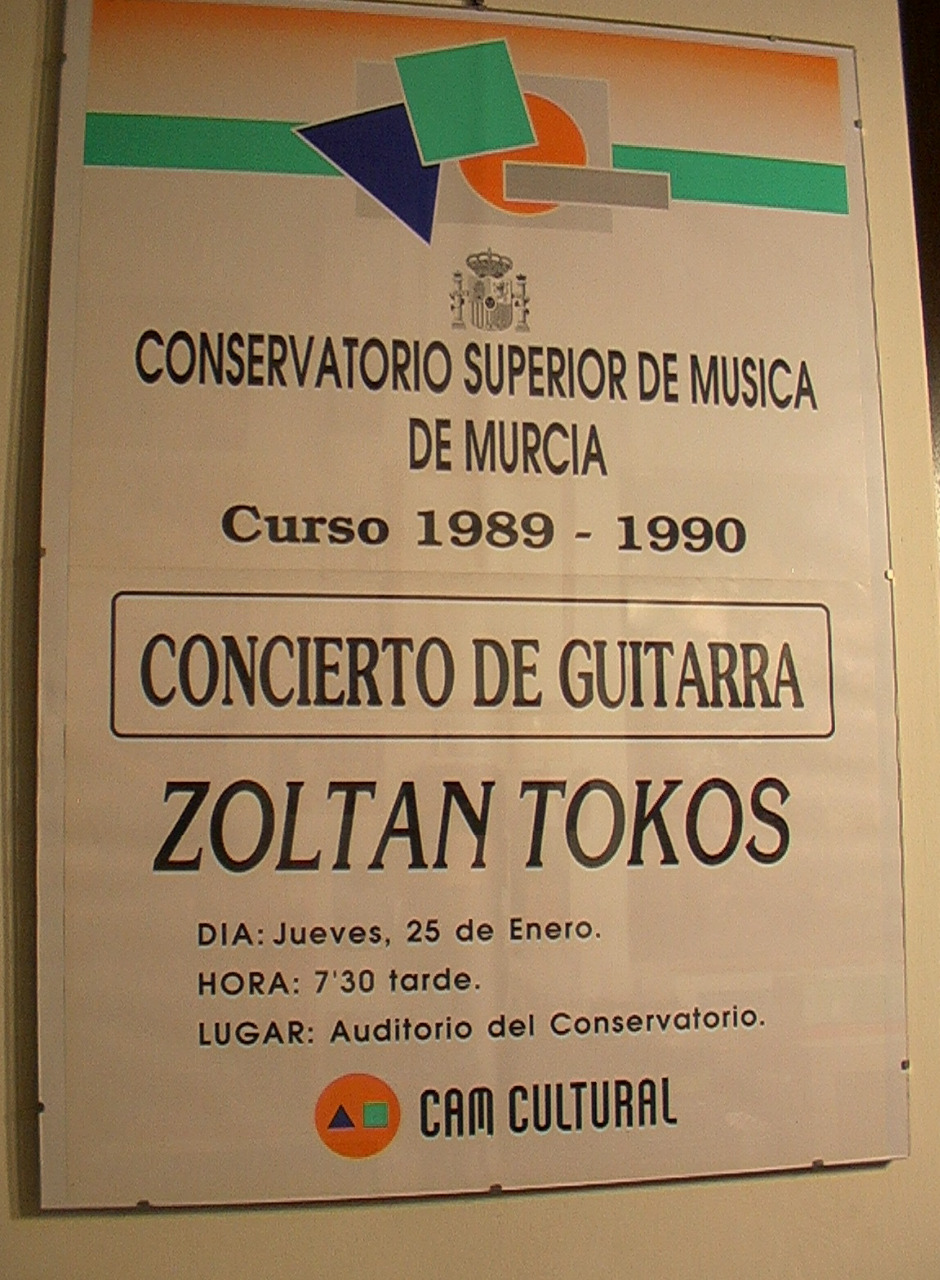 CONSERVATORIO SUPERIOR DE MUSICA
DE MURCIA
Curso 1989 - 1990
CONCIERTO DE GUITARRA
ZOLTAN TOKOS
DIA: Jueves, 25 de Enero.
HORA: 7'30 tarde.
LUGAR: Auditorio del Conservatorio.
CAM CULTURAL